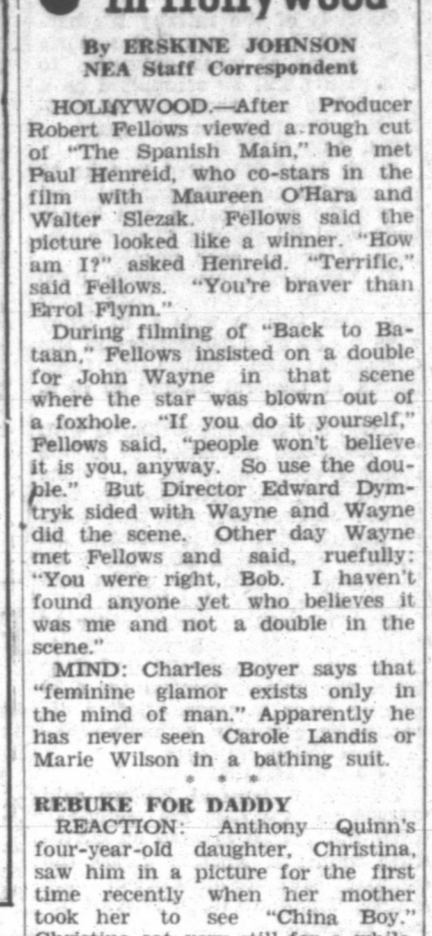 In Hollywood
By ERSKINE JOHNSON
NEA Staff Correspondent
HOLLYWOOD.—After Producer
Robert Fellows viewed a rough cut
of "The Spanish Main," he met
Paul Henreid, who co-stars in the
film with Maureen O'Hara and
Walter Slezak. Fellows said the
picture looked like a winner. "How
am I?" asked Henreid. "Terrific,"
said Fellows. "You're braver than
Errol Flynn."
During filming of "Back to Ba-
taan," Fellows insisted on a double
for John Wayne in that scene
where the star was blown out of
a foxhole. "If you do it yourself,"
Fellows said, "people won't believe
it is you, anyway. So use the dou-
ble." But Director Edward Dym-
tryk sided with Wayne and Wayne
did the scene. Other day Wayne
met Fellows and said, ruefully:
"You were right, Bob. I haven't
found anyone yet who believes it
was me and not a double in the
scene."
MIND: Charles Boyer says that
"feminine glamor exists only in
the mind of man." Apparently he
has never seen Carole Landis or
Marie Wilson in a bathing suit.
* * *
REBUKE FOR DADDY
REACTION: Anthony Quinn's
four-year-old daughter, Christina,
saw him in a picture for the first
time recently when her mother
took her to see "China Boy."